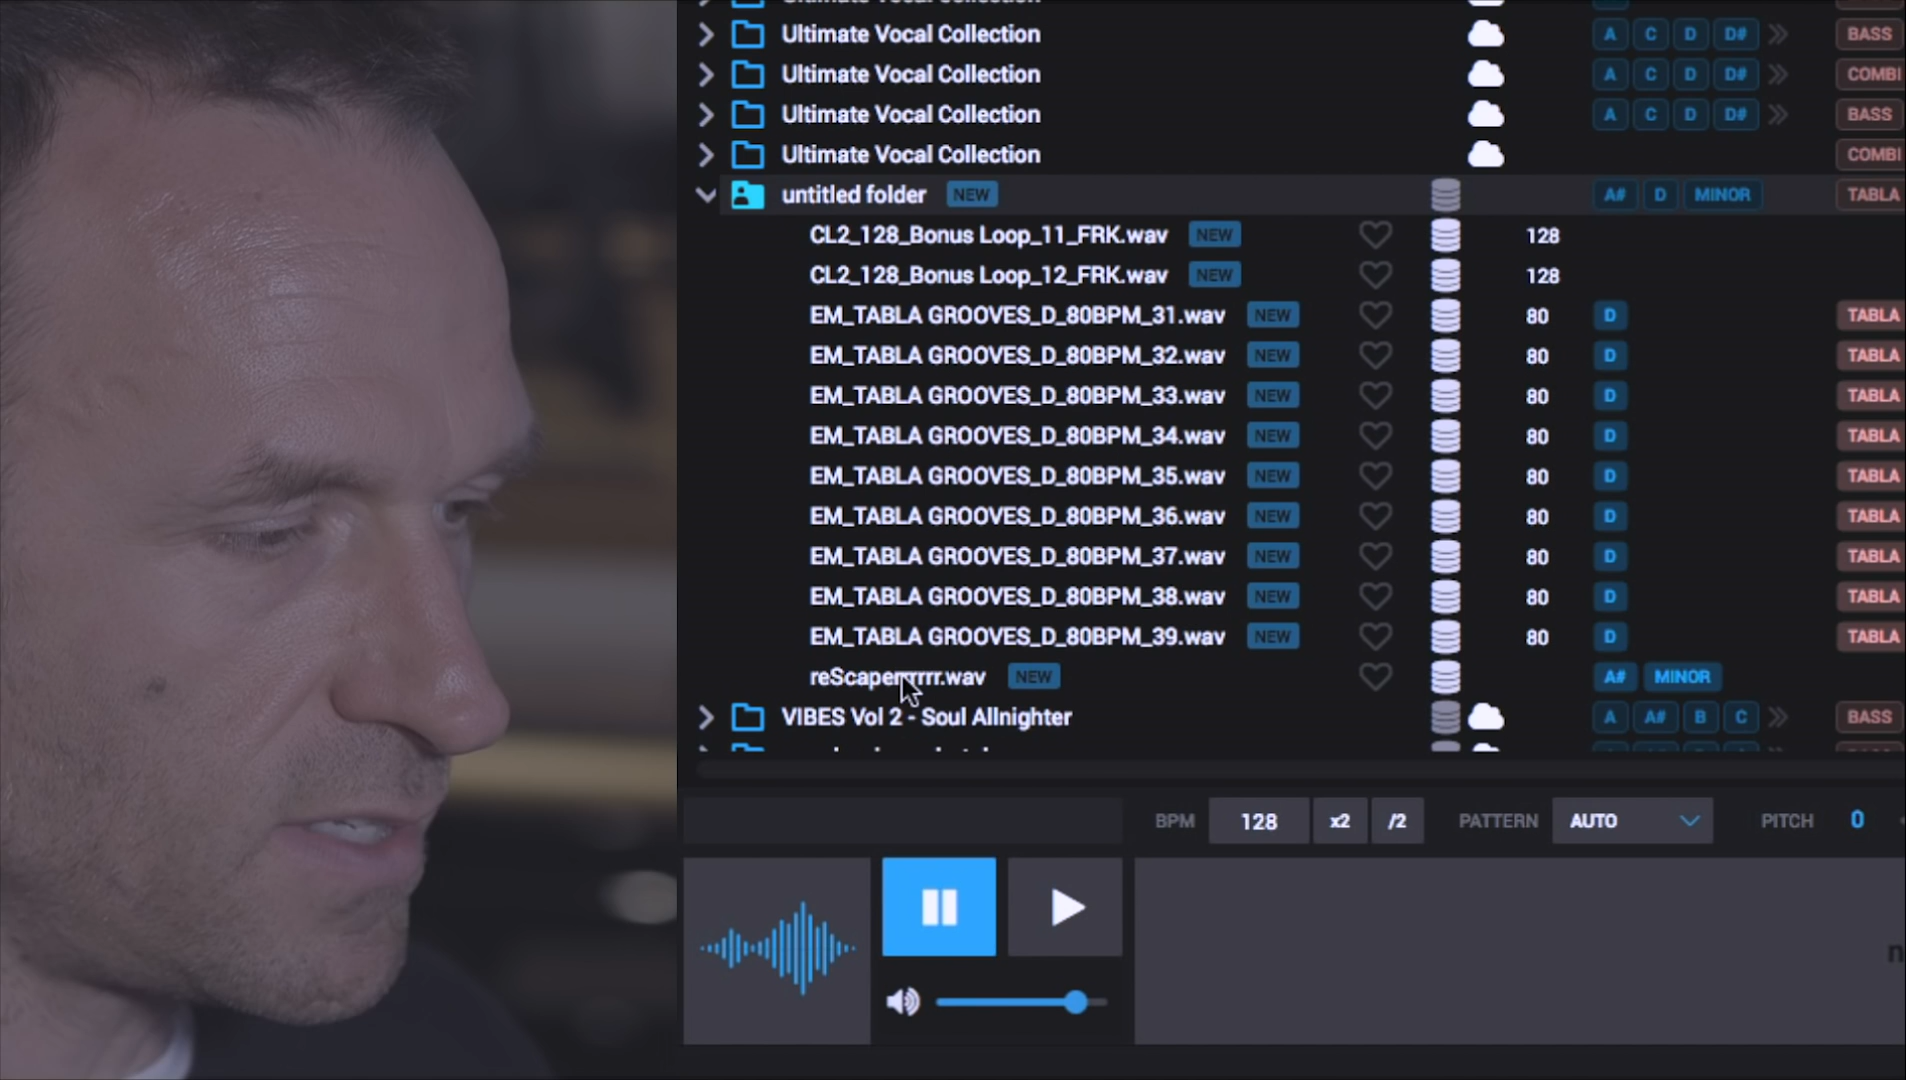 Ultimate Vocal Collection A C D D# BASS
Ultimate Vocal Collection A C D D# COMBI
Ultimate Vocal Collection A C D D# BASS
Ultimate Vocal Collection COMBI
untitled folder NEW A# D MINOR TABLA
CL2_128_Bonus Loop_11_FRK.wav NEW 128
CL2_128_Bonus Loop_12_FRK.wav NEW 128
EM_TABLA GROOVES_D_80BPM_31.wav NEW 80 D TABLA
EM_TABLA GROOVES_D_80BPM_32.wav NEW 80 D TABLA
EM_TABLA GROOVES_D_80BPM_33.wav NEW 80 D TABLA
EM_TABLA GROOVES_D_80BPM_34.wav NEW 80 D TABLA
EM_TABLA GROOVES_D_80BPM_35.wav NEW 80 D TABLA
EM_TABLA GROOVES_D_80BPM_36.wav NEW 80 D TABLA
EM_TABLA GROOVES_D_80BPM_37.wav NEW 80 D TABLA
EM_TABLA GROOVES_D_80BPM_38.wav NEW 80 D TABLA
EM_TABLA GROOVES_D_80BPM_39.wav NEW 80 D TABLA
NEW A# MINOR
VIBES Vol 2 - Soul Allnighter A A# B C BASS
BPM 128 x2 /2 PATTERN AUTO PITCH 0